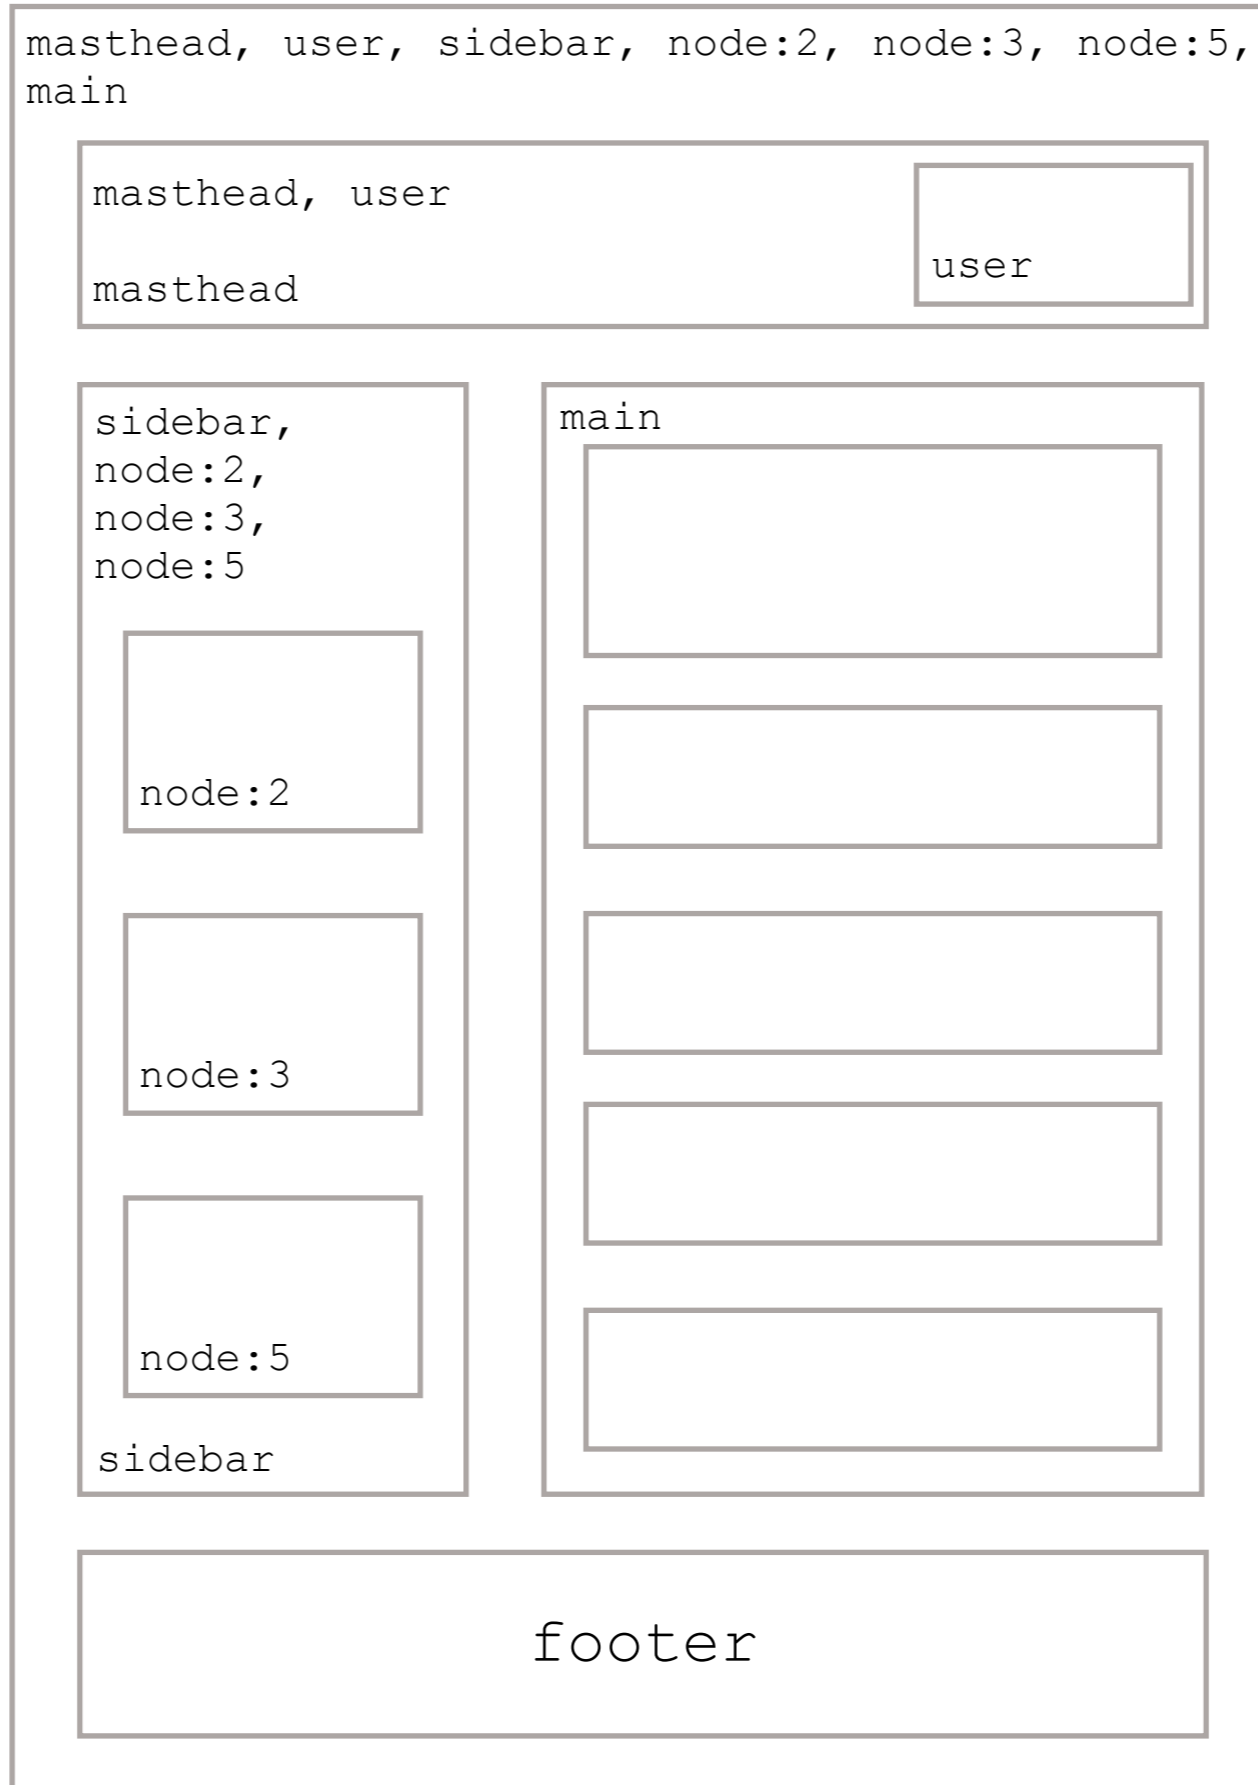 masthead, user, sidebar, node:2, node:3, node:5,
main
masthead, user
masthead
user
sidebar,
node:2,
node:3,
node:5
node:2
node:3
node:5
sidebar
main
footer